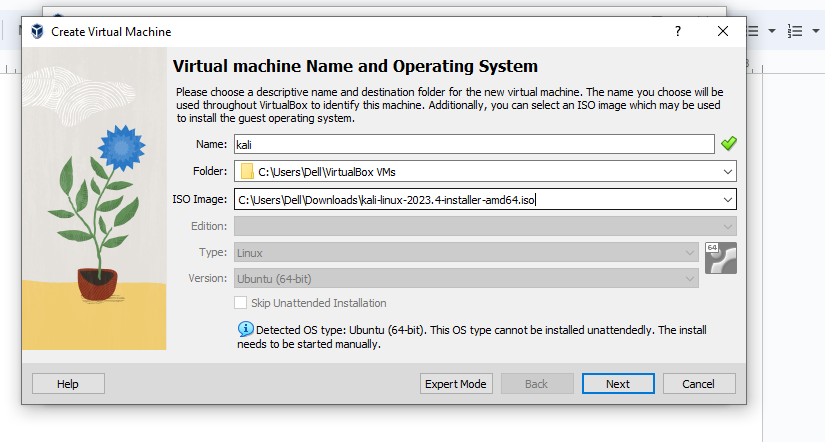 Create Virtual Machine
?
Virtual machine Name and Operating System
Please choose a descriptive name and destination folder for the new virtual machine. The name you choose will be
used throughout VirtualBox to identify this machine. Additionally, you can select an ISO image which may be used
to install the guest operating system.
Name: kali
Folder: C:\Users\Dell\VirtualBox VMs
ISO Image: C:\Users\Dell\Downloads\kali-linux-2023.4-installer-amd64.iso
Edition:
Type: Linux
64
Version: Ubuntu (64-bit)
Skip Unattended Installation
Detected OS type: Ubuntu (64-bit). This OS type cannot be installed unattendedly. The install
needs to be started manually.
Help Expert Mode Back Next Cancel